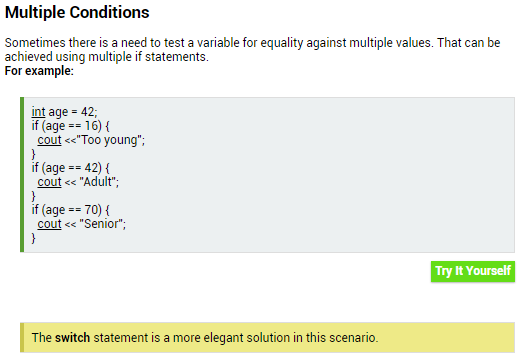 Multiple Conditions
Sometimes there is a need to test a variable for equality against multiple values. That can be
achieved using multiple if statements.
For example:
int age = 42;
if (age == 16) {
  cout <<"Too young";
}
if (age == 42) {
  cout << "Adult";
}
if (age == 70) {
  cout << "Senior";
}
Try It Yourself
The switch statement is a more elegant solution in this scenario.